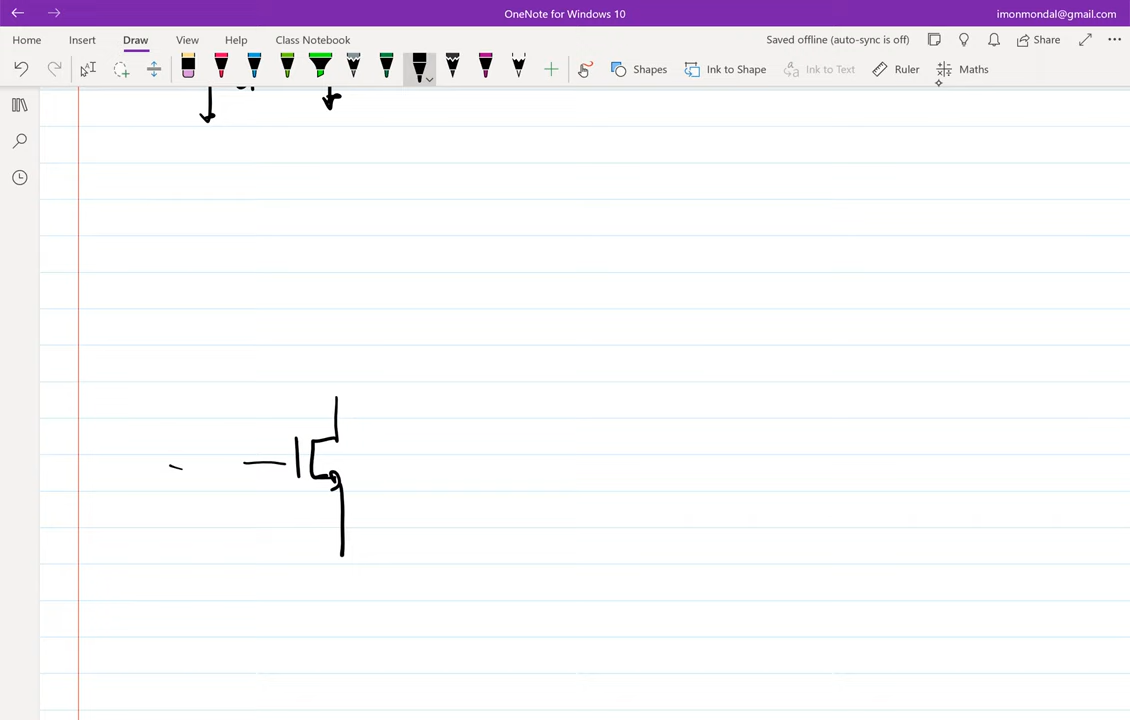 OneNote for Windows 10
imonmondal@gmail.com
Home Insert Draw View Help Class Notebook
Saved offline (auto-sync is off) Share
Shapes Ink to Shape Ink to Text Ruler Maths